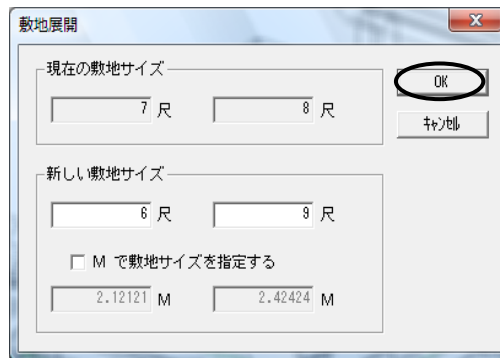 敷地展開
現在の敷地サイズ
7 尺 8 尺
OK
キャンセル
新しい敷地サイズ
6 尺 9 尺
M で敷地サイズを指定する
2.12121 M 2.42424 M